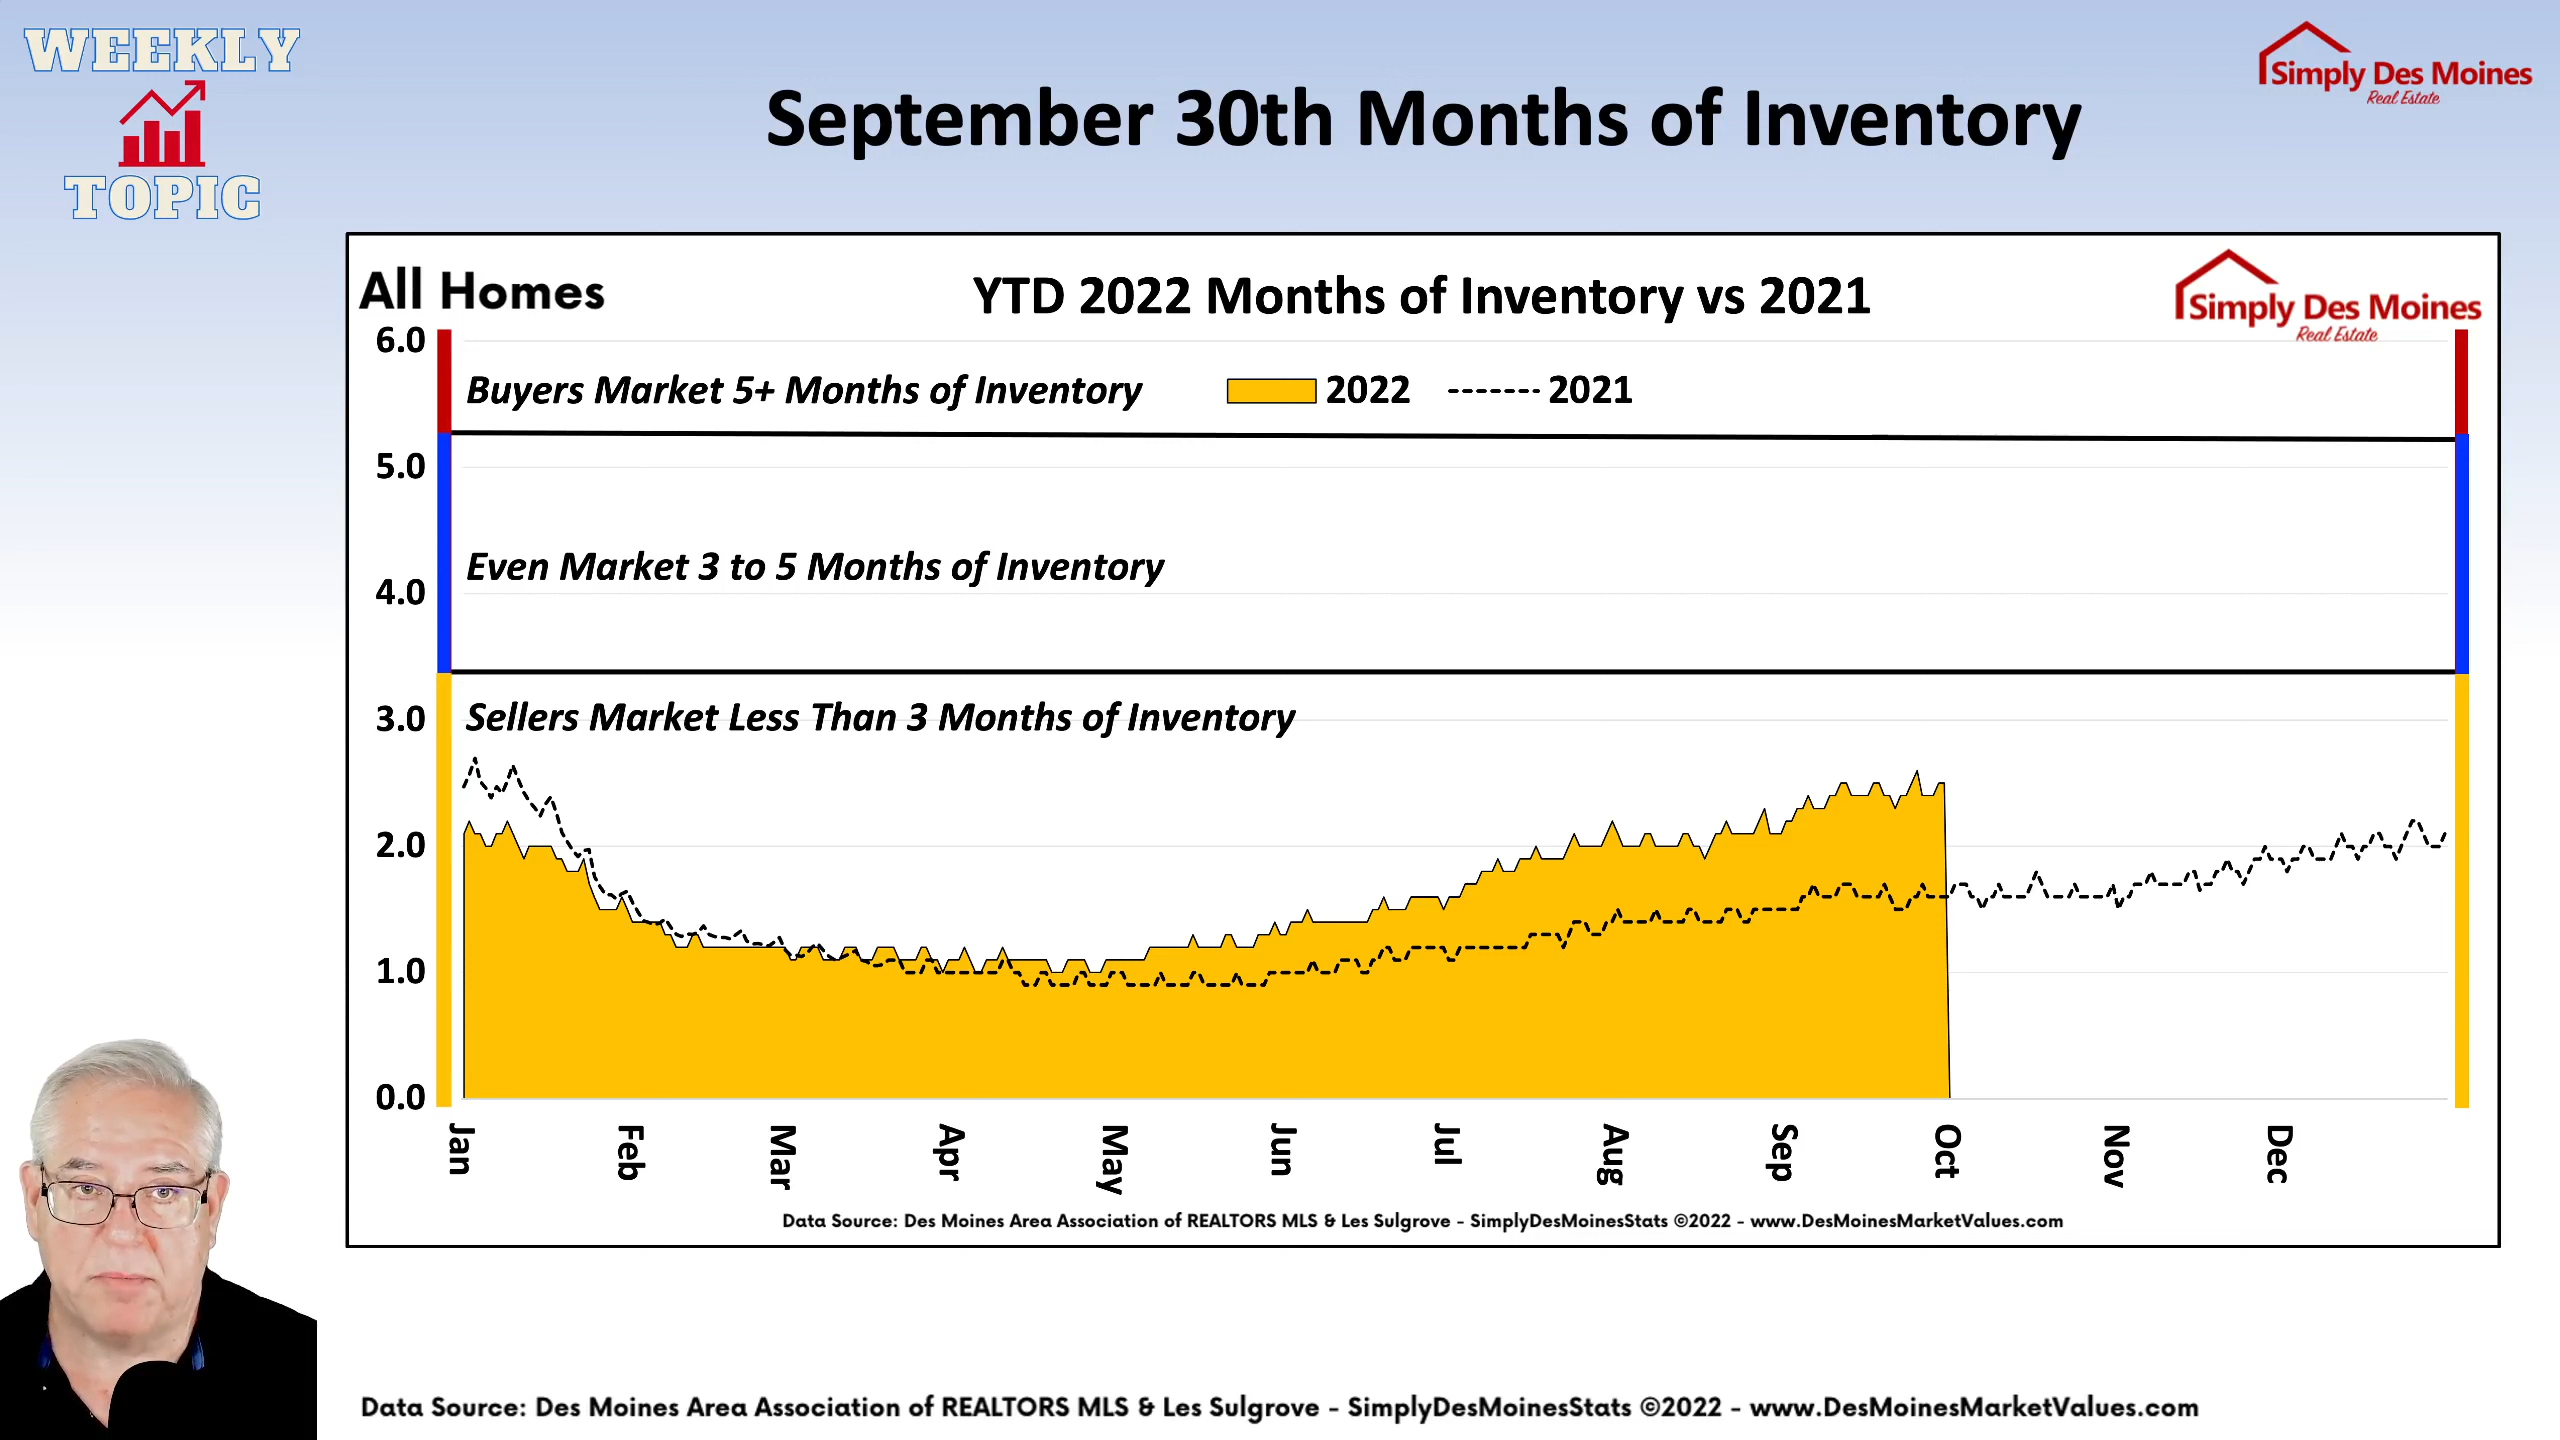 WEEKLY
TOPIC
September 30th Months of Inventory
Simply Des Moines
Real Estate
All Homes
YTD 2022 Months of Inventory vs 2021
Simply Des Moines
Real Estate
6.0
Buyers Market 5+ Months of Inventory
2022
2021
5.0
Even Market 3 to 5 Months of Inventory
4.0
3.0
Sellers Market Less Than 3 Months of Inventory
2.0
1.0
0.0
Jan
Feb
Mar
Apr
May
Jun
Jul
Aug
Sep
Oct
Nov
Dec
Data Source: Des Moines Area Association of REALTORS MLS & Les Sulgrove - SimplyDesMoinesStats ©2022 - www.DesMoinesMarketValues.com
Data Source: Des Moines Area Association of REALTORS MLS & Les Sulgrove - SimplyDesMoinesStats ©2022 - www.DesMoinesMarketValues.com